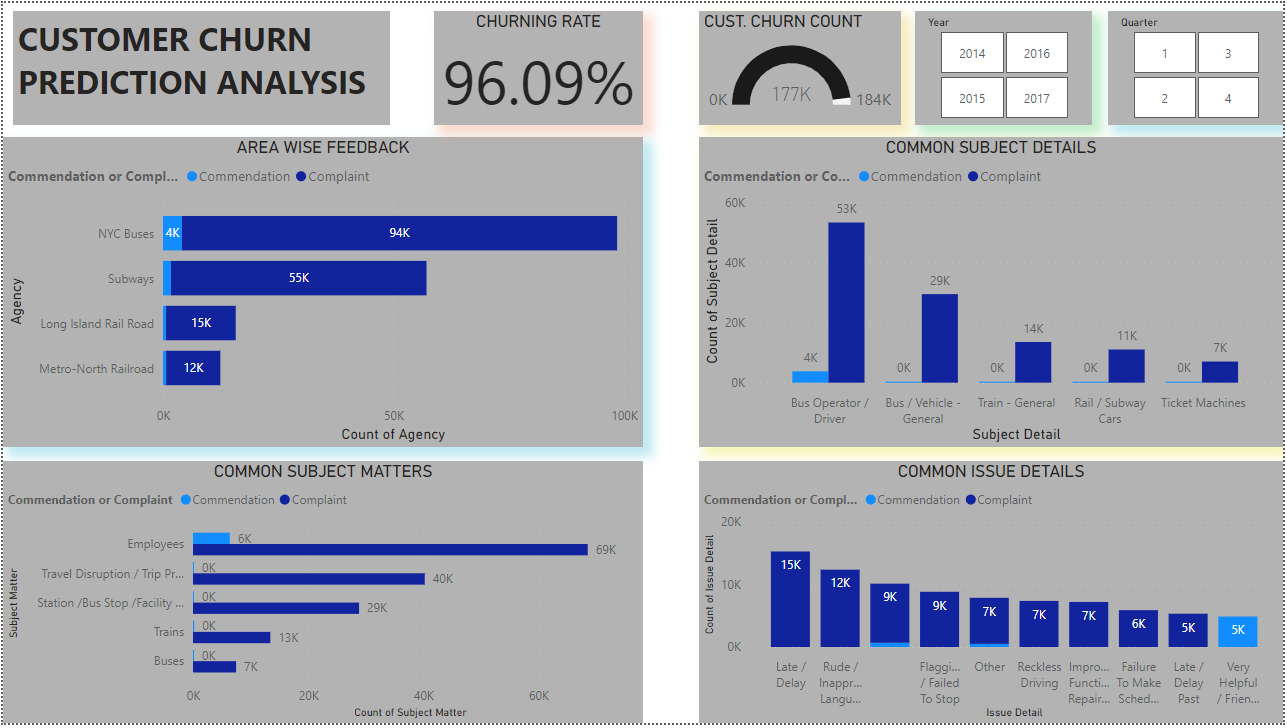 CUSTOMER CHURN
PREDICTION ANALYSIS
CHURNING RATE
96.09%
CUST. CHURN COUNT
0K
177K
184K
Year
2014
2016
2015
2017
Quarter
1
3
2
4
AREA WISE FEEDBACK
Commendation or Compl... Commendation Complaint
Agency
NYC Buses
4K
94K
Subways
55K
Long Island Rail Road
15K
Metro-North Railroad
12K
0K
50K
100K
Count of Agency
COMMON SUBJECT DETAILS
Commendation or Co... Commendation Complaint
Count of Subject Detail
60K
40K
20K
0K
4K
53K
0K
29K
0K
14K
0K
11K
0K
7K
Bus Operator /
Driver
Bus / Vehicle -
General
Train - General
Rail / Subway
Cars
Ticket Machines
Subject Detail
COMMON SUBJECT MATTERS
Commendation or Complaint Commendation Complaint
Subject Matter
Employees
6K
69K
Travel Disruption / Trip Pr...
0K
40K
Station /Bus Stop /Facility ...
0K
29K
Trains
0K
13K
Buses
0K
7K
0K
20K
40K
60K
Count of Subject Matter
COMMON ISSUE DETAILS
Commendation or Compl... Commendation Complaint
Count of Issue Detail
20K
10K
0K
15K
12K
9K
9K
7K
7K
7K
6K
5K
5K
Late /
Delay
Rude /
Inappr...
Langu...
Flaggi...
/ Failed
To Stop
Other
Reckless
Driving
Impro...
Functi...
Repair...
Failure
To Make
Sched...
Late /
Delay
Past
Very
Helpful
/ Frien...
Issue Detail